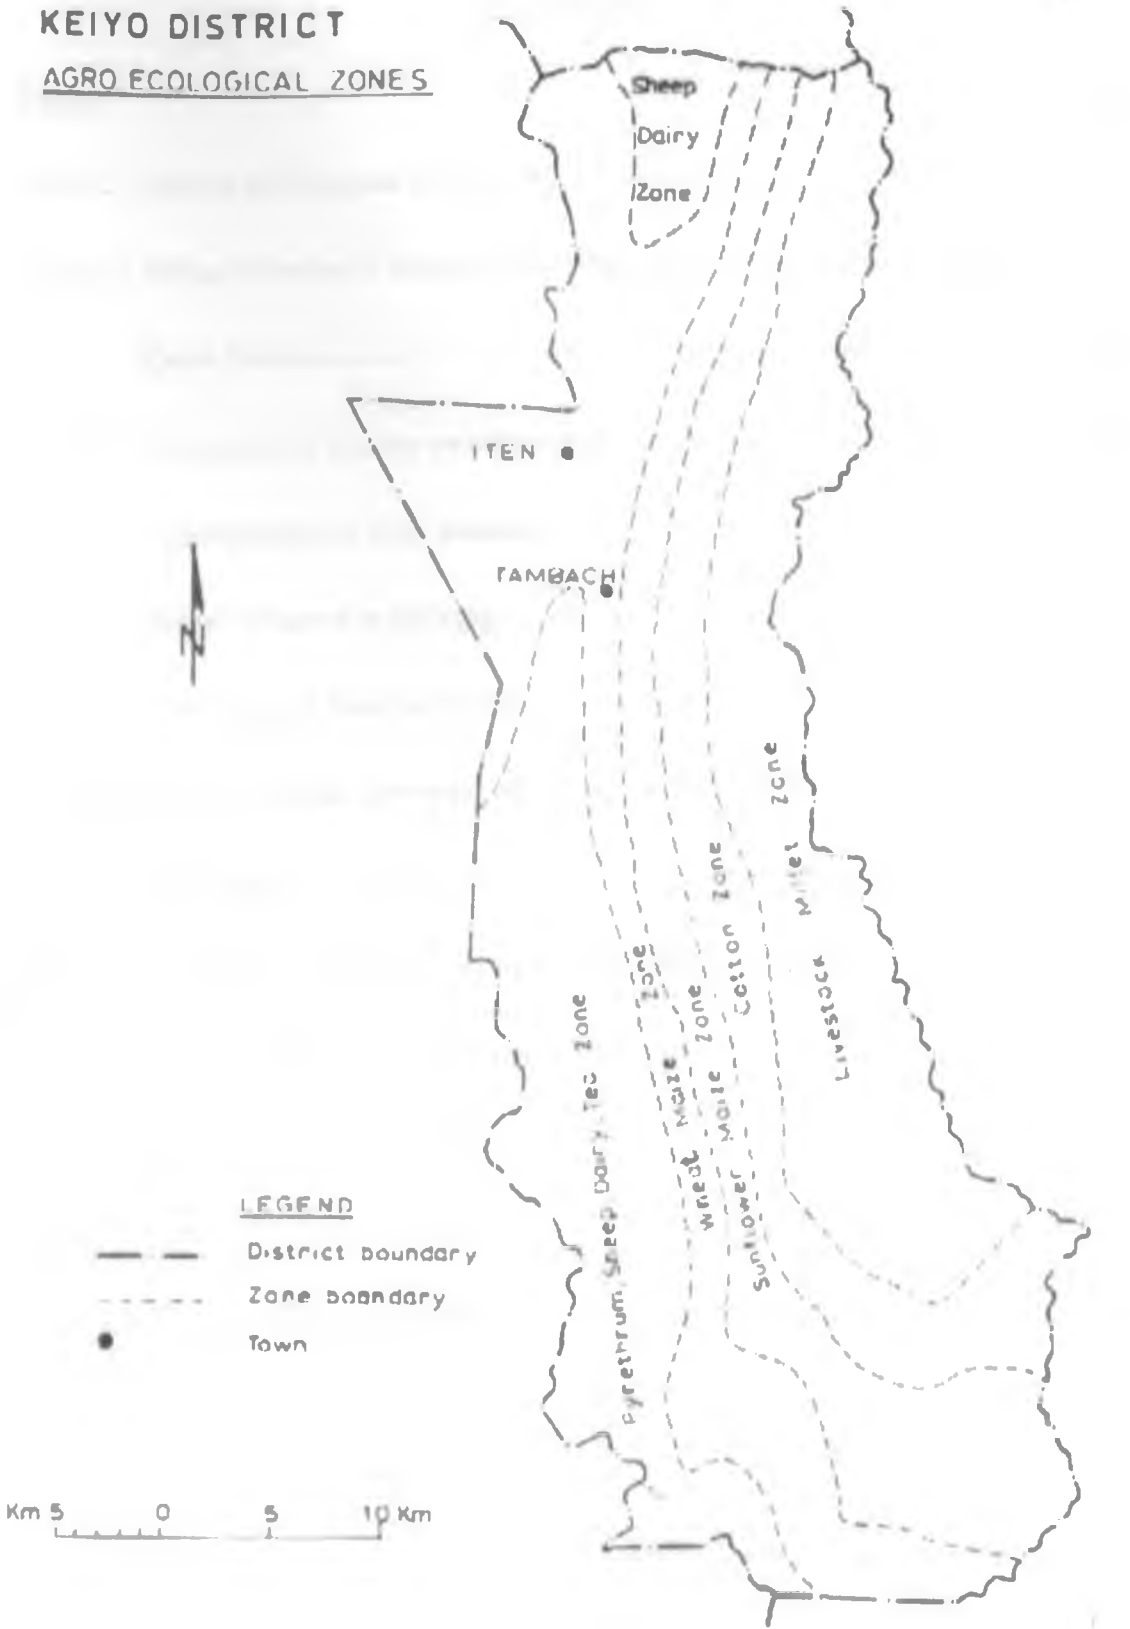 KEIYO DISTRICT
AGRO ECOLOGICAL ZONES
Sheep
Dairy
Zone
ITEN
TAMBACH
N
Livestock Millet Zone
Sunflower Maize Cotton Zone
Wheat Maize Zone
Maize Zone
Pyrethrum, Sheep Dairy, Tea Zone
LEGEND
District boundary
Zone boundary
Town
Km 5 0 5 10 Km